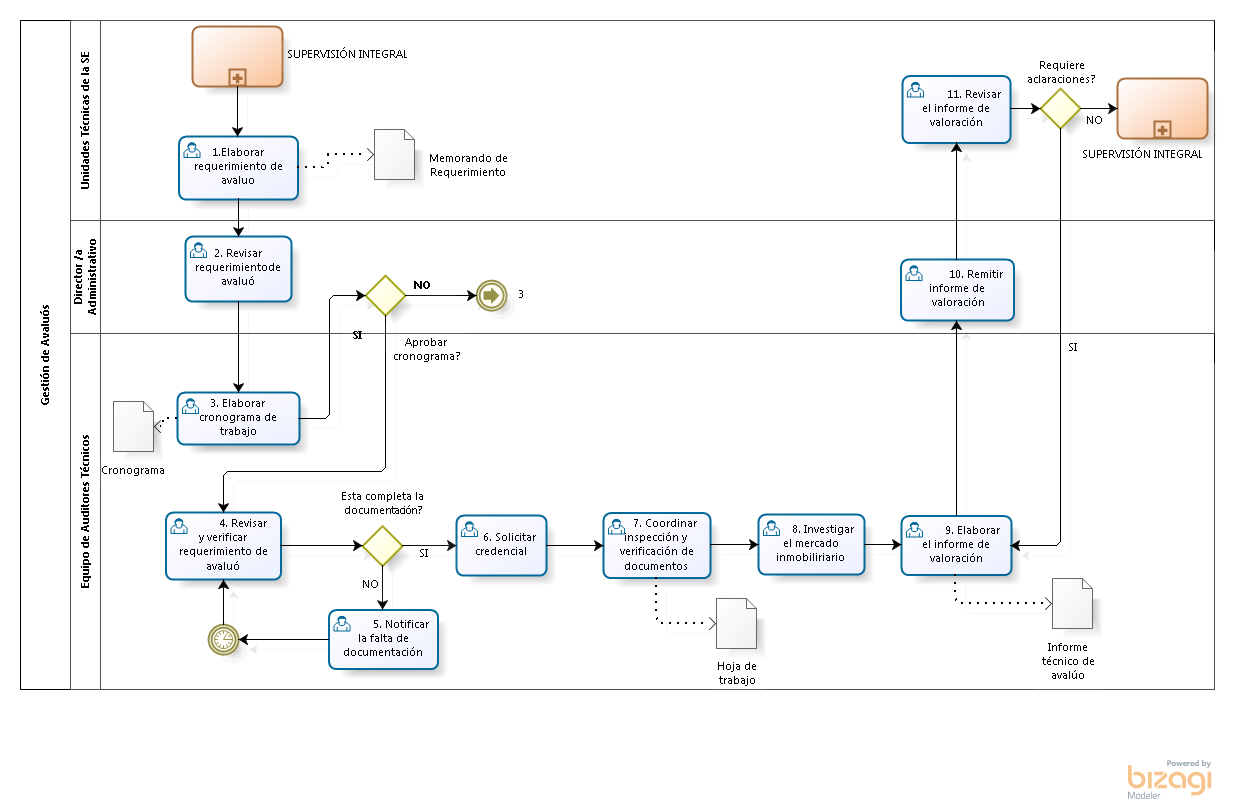 Gestión de Avalúos
Unidades Técnicas de la SE
SUPERVISIÓN INTEGRAL
1.Elaborar
requerimiento de
avaluo
Memorando de
Requerimiento
11. Revisar
el informe de
valoración
Requiere
aclaraciones?
NO
SUPERVISIÓN INTEGRAL
Director /a
Administrativo
2. Revisar
requerimientode
avaluó
NO
3
SI
Aprobar
cronograma?
10. Remitir
informe de
valoración
SI
Equipo de Auditores Técnicos
3. Elaborar
cronograma de
trabajo
Cronograma
4. Revisar
y verificar
requerimiento de
avaluó
Esta completa la
documentación?
SI
NO
5. Notificar
la falta de
documentación
6. Solicitar
credencial
7. Coordinar
inspección y
verificación de
documentos
Hoja de
trabajo
8. Investigar
el mercado
inmobiliriario
9. Elaborar
el informe de
valoración
Informe
técnico de
avalúo
Powered by
bizagi
Modeler